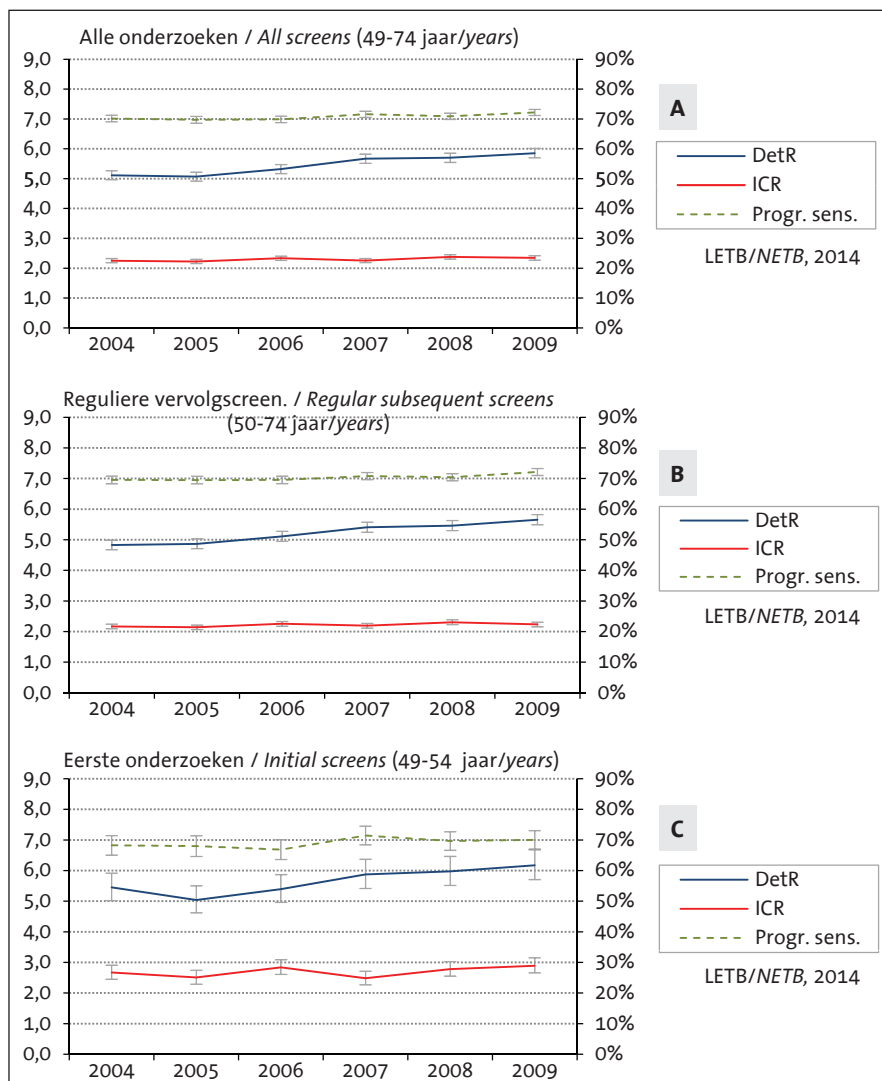 Alle onderzoeken / All screens (49-74 jaar/years)
9,0 90%
8,0 80%
7,0 70%
6,0 60%
5,0 50%
4,0 40%
3,0 30%
2,0 20%
1,0 10%
0,0 0%
2004 2005 2006 2007 2008 2009
A
DetR
ICR
Progr. sens.
LETB/NETB, 2014
Reguliere vervolgscreen. / Regular subsequent screens
(50-74 jaar/years)
9,0 90%
8,0 80%
7,0 70%
6,0 60%
5,0 50%
4,0 40%
3,0 30%
2,0 20%
1,0 10%
0,0 0%
2004 2005 2006 2007 2008 2009
B
DetR
ICR
Progr. sens.
LETB/NETB, 2014
Eerste onderzoeken / Initial screens (49-54 jaar/years)
9,0 90%
8,0 80%
7,0 70%
6,0 60%
5,0 50%
4,0 40%
3,0 30%
2,0 20%
1,0 10%
0,0 0%
2004 2005 2006 2007 2008 2009
C
DetR
ICR
Progr. sens.
LETB/NETB, 2014